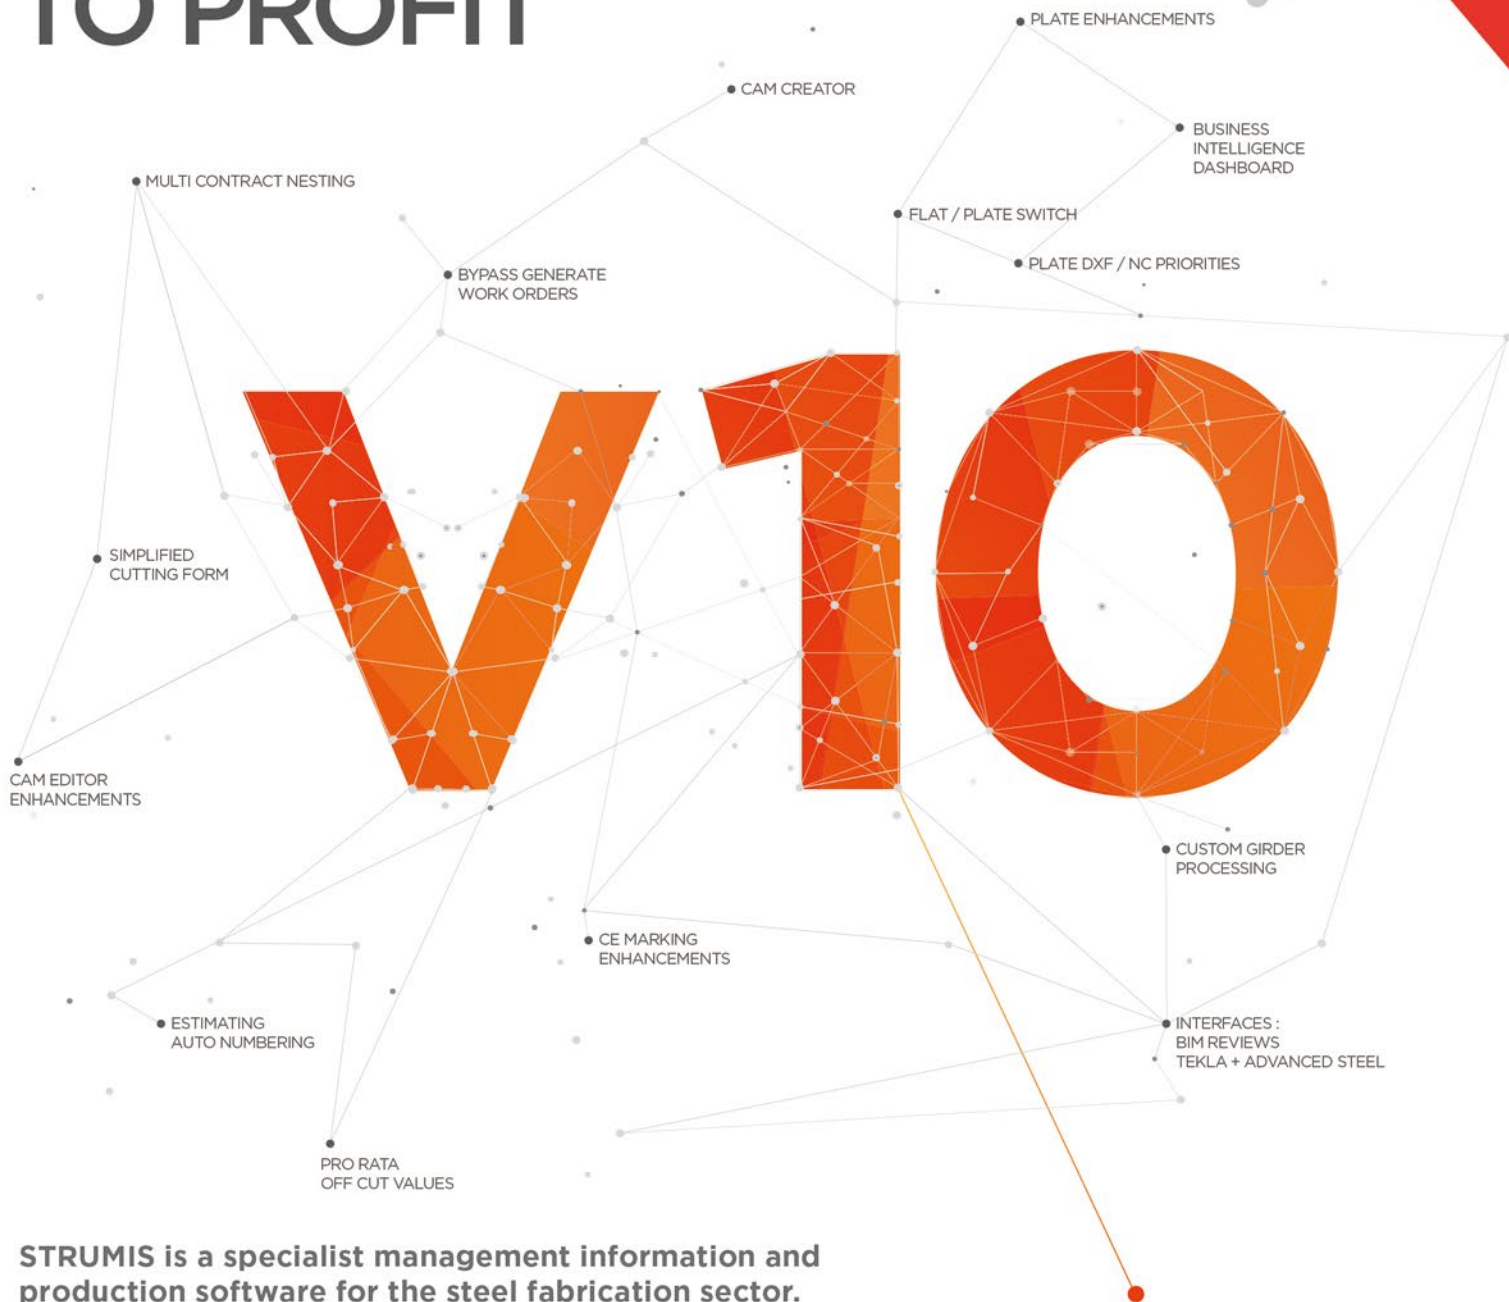 TO PROFIT
PLATE ENHANCEMENTS
CAM CREATOR
BUSINESS
INTELLIGENCE
DASHBOARD
MULTI CONTRACT NESTING
FLAT / PLATE SWITCH
PLATE DXF / NC PRIORITIES
BYPASS GENERATE
WORK ORDERS
V10
SIMPLIFIED
CUTTING FORM
CAM EDITOR
ENHANCEMENTS
CUSTOM GIRDER
PROCESSING
CE MARKING
ENHANCEMENTS
ESTIMATING
AUTO NUMBERING
INTERFACES :
BIM REVIEWS
TEKLA + ADVANCED STEEL
PRO RATA
OFF CUT VALUES
STRUMIS is a specialist management information and
production software for the steel fabrication sector.